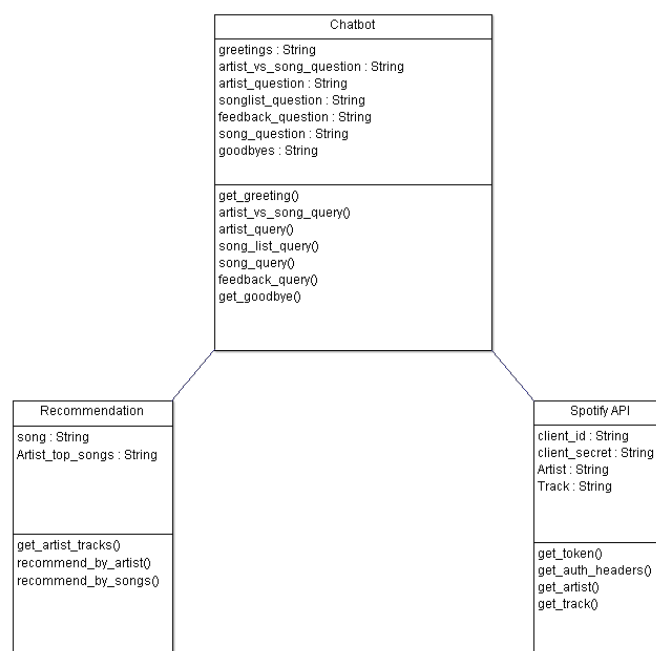 Chatbot
greetings : String
artist_vs_song_question : String
artist_question : String
songlist_question : String
feedback_question : String
song_question : String
goodbyes : String
get_greeting()
artist_vs_song_query()
artist_query()
song_list_query()
song_query()
feedback_query()
get_goodbye()
Recommendation
song : String
Artist_top_songs : String
get_artist_tracks()
recommend_by_artist()
recommend_by_songs()
Spotify API
client_id : String
client_secret : String
Artist : String
Track : String
get_token()
get_auth_headers()
get_artist()
get_track()